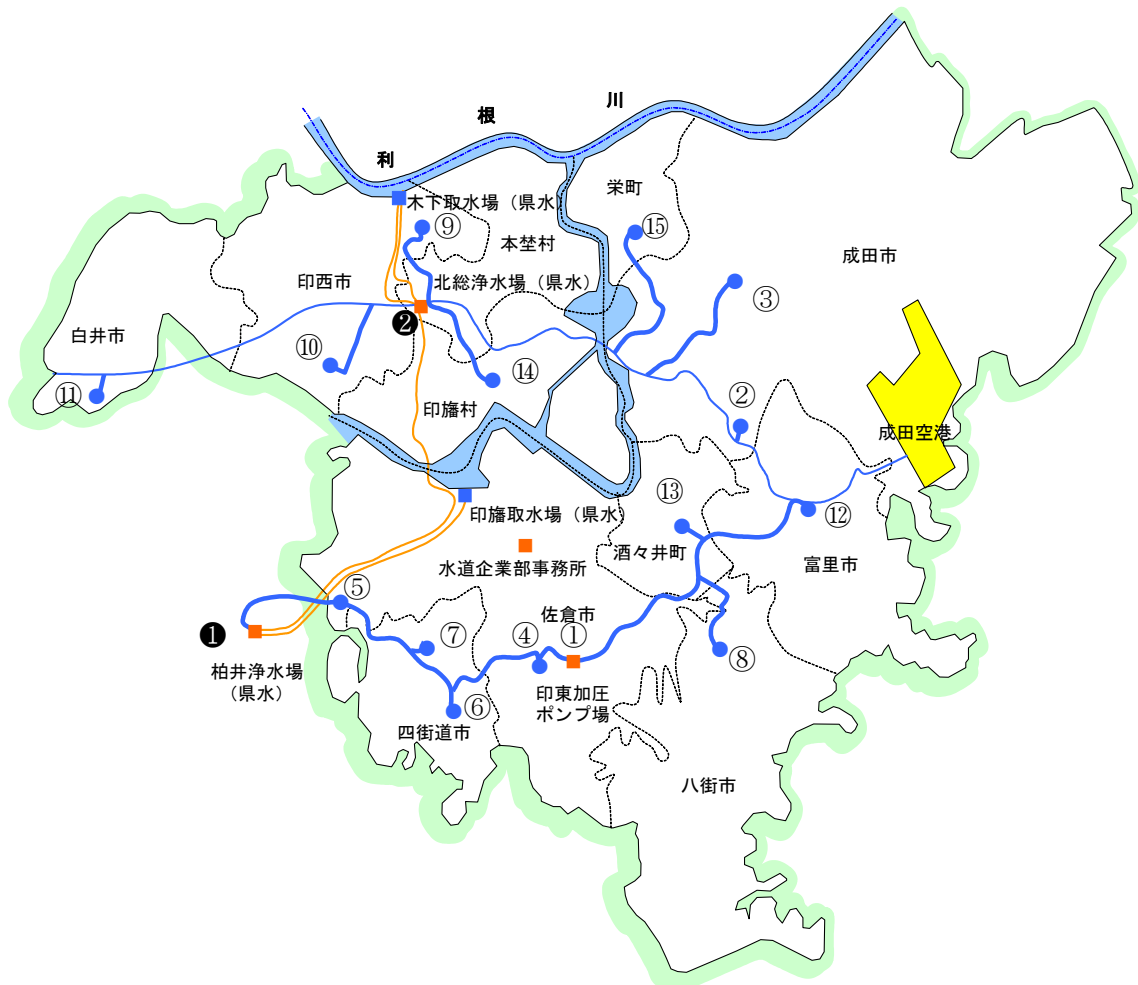 利 根 川
栄町
木下取水場(県水)
⑨
⑮
本埜村
成田市
北総浄水場(県水)
印西市
③
❷
白井市
⑩
⑭
⑪
印旛村
②
成田空港
⑬
⑫
印旛取水場(県水)
酒々井町
富里市
水道企業部事務所
⑤
佐倉市
❶
⑦
④
①
⑧
柏井浄水場
(県水)
印東加圧
ポンプ場
⑥
四街道市
八街市